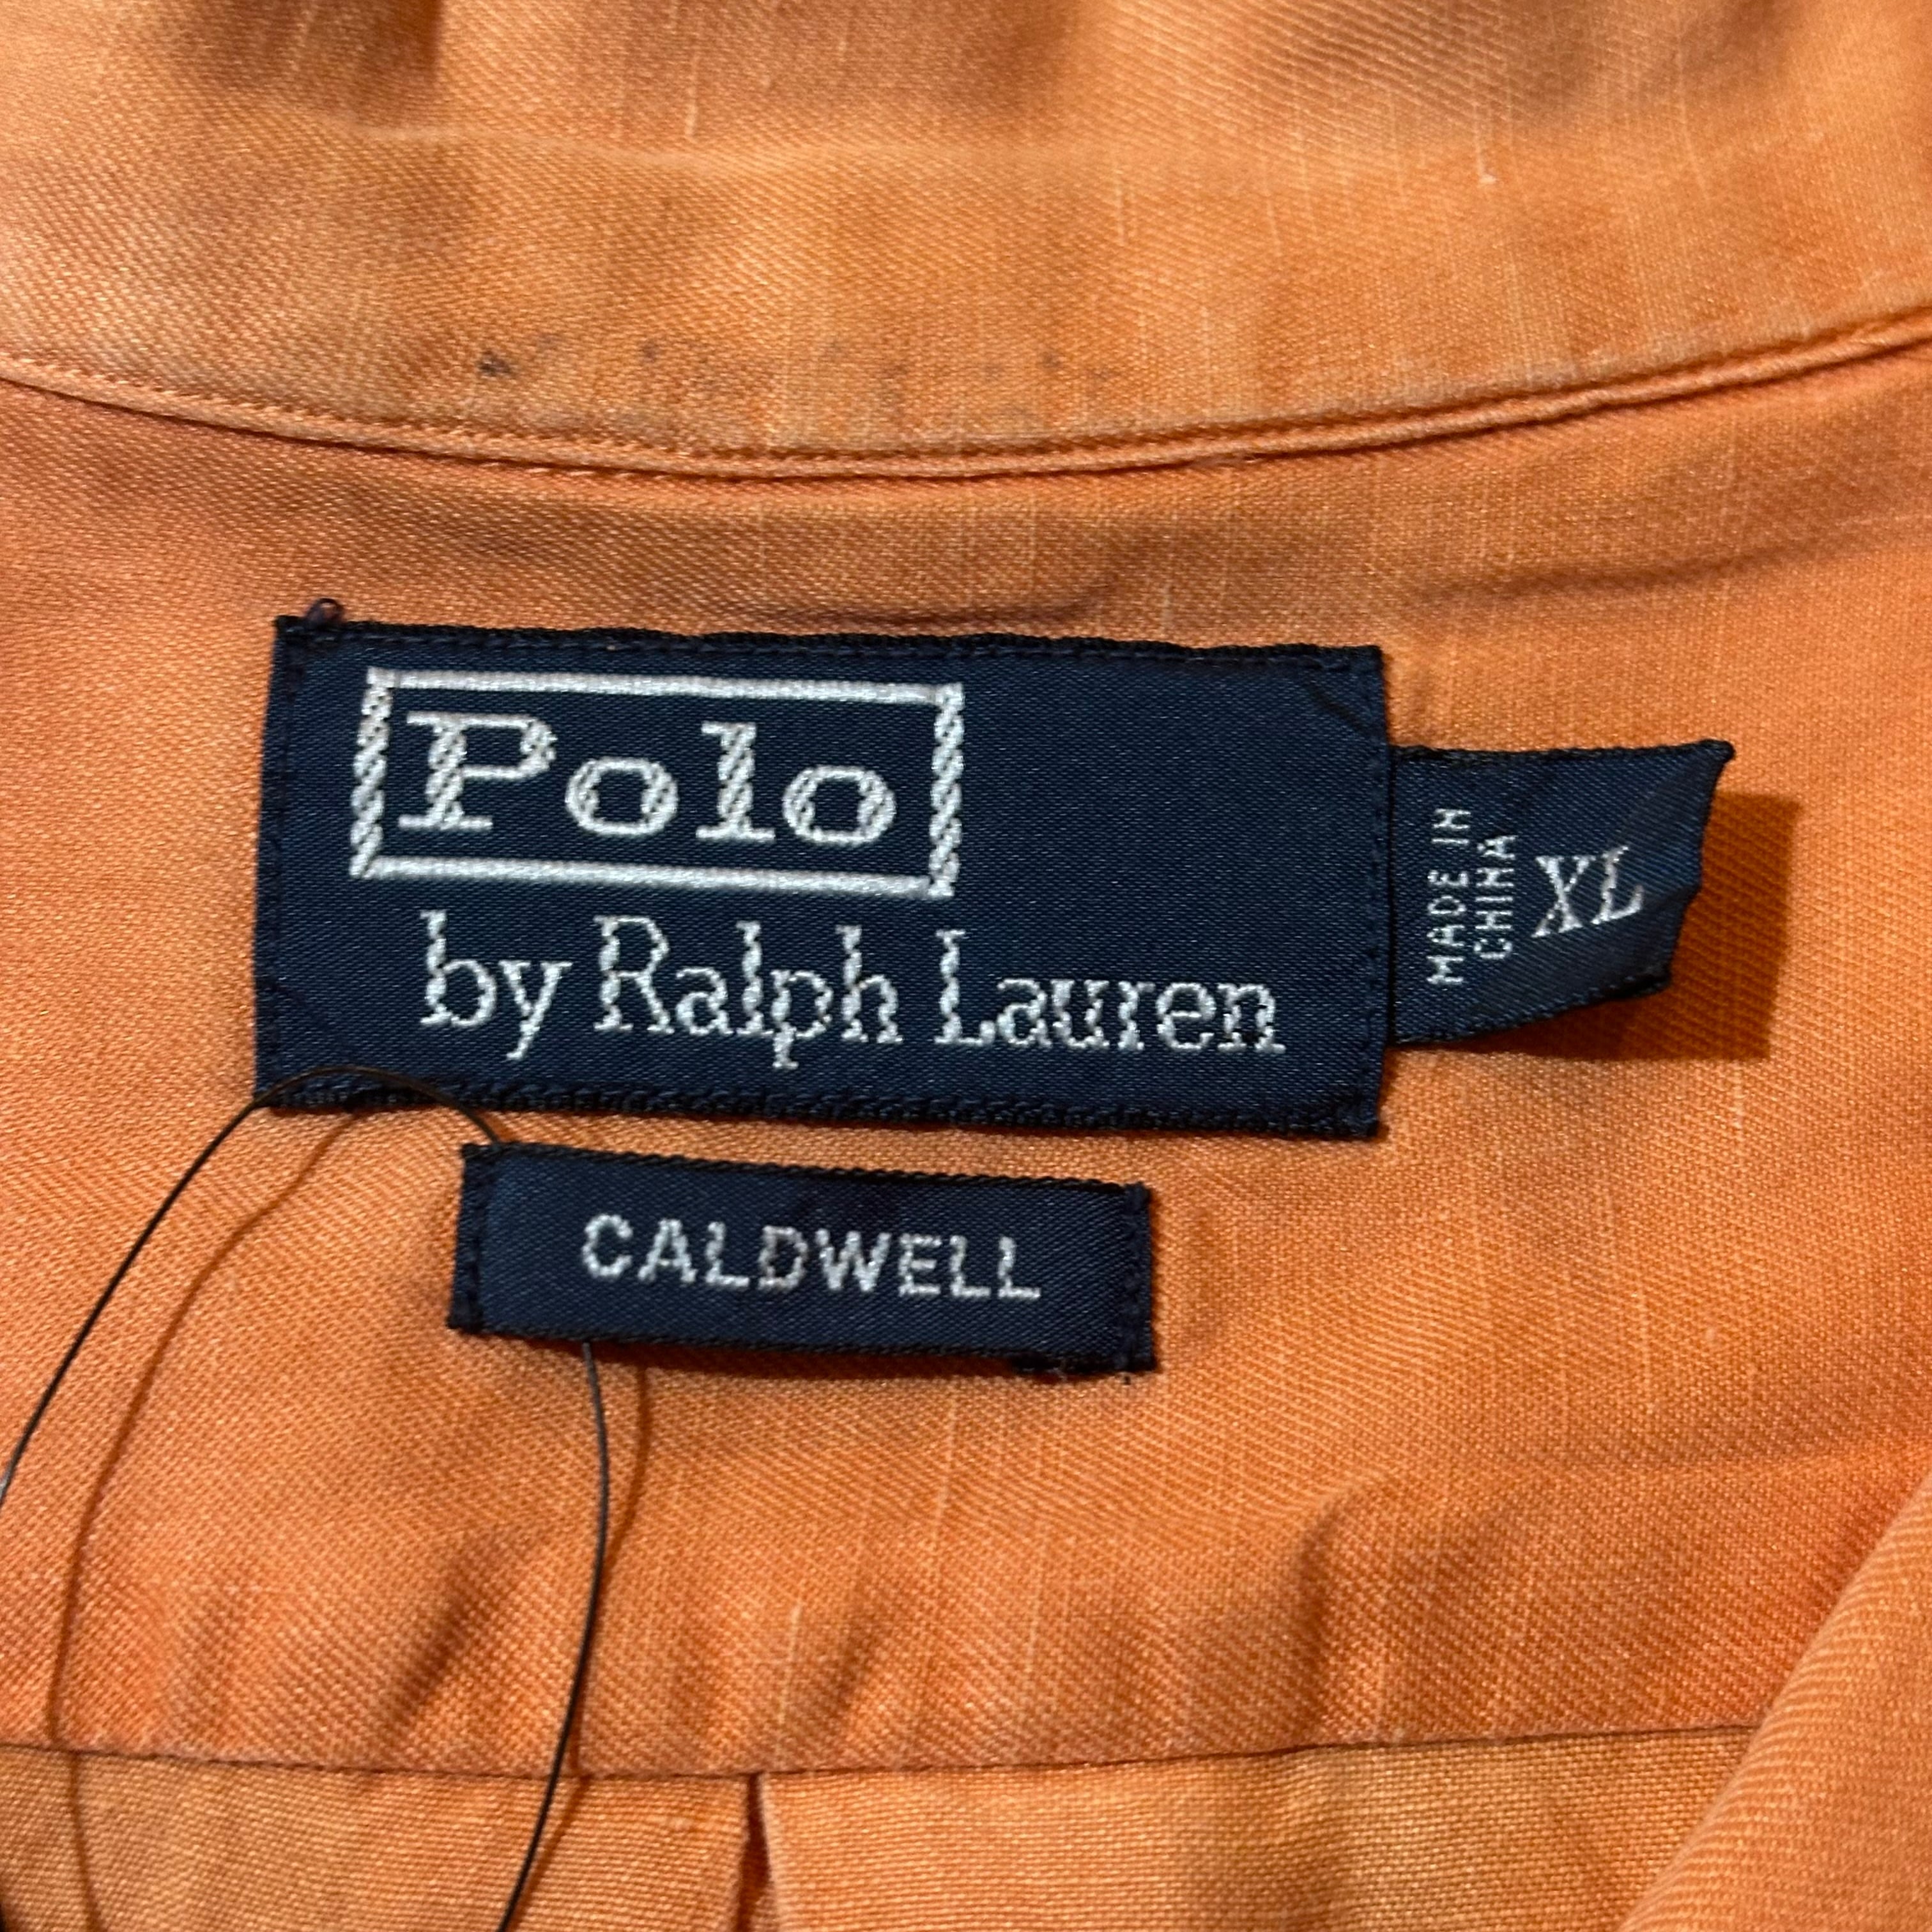 Polo
by Ralph Lauren
MADE IN
CHINA
XL
CALDWELL